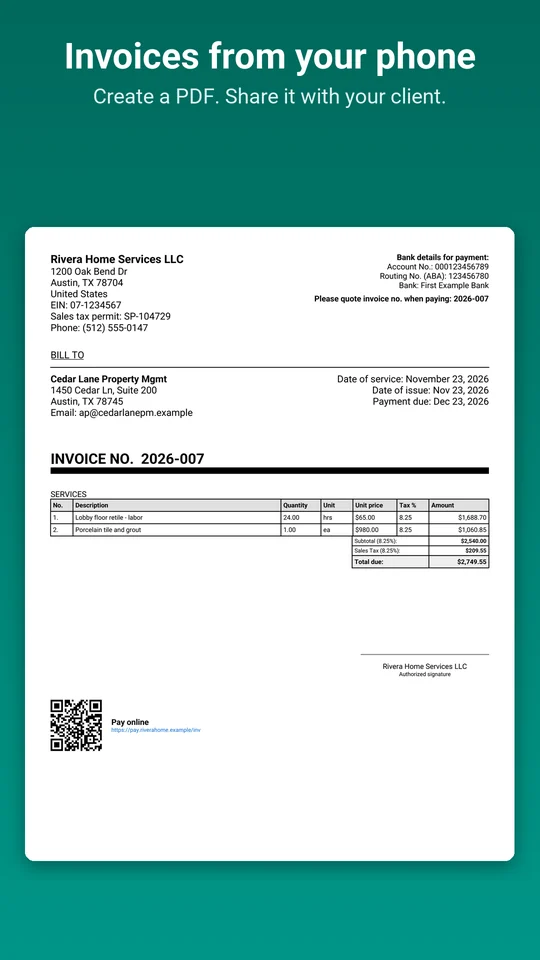 Invoices from your phone
Create a PDF. Share it with your client.
Rivera Home Services LLC
1200 Oak Bend Dr
Austin, TX 78704
United States
EIN: 07-1234567
Sales tax permit: SP-104729
Phone: (512) 555-0147
Bank details for payment:
Account No.: 000123456789
Routing No. (ABA): 123456780
Bank: First Example Bank
Please quote invoice no. when paying: 2026-007
BILL TO
Cedar Lane Property Mgmt
1450 Cedar Ln, Suite 200
Austin, TX 78745
Email: ap@cedarlanepm.example
Date of service: November 23, 2026
Date of issue: Nov 23, 2026
Payment due: Dec 23, 2026
INVOICE NO. 2026-007
SERVICES
No. Description Quantity Unit Unit price Tax % Amount
1. Lobby floor retile - labor 24.00 hrs $65.00 8.25 $1,688.70
2. Porcelain tile and grout 1.00 ea $980.00 8.25 $1,060.85
Subtotal (8.25%): $2,540.00
Sales Tax (8.25%): $209.55
Total due: $2,749.55
Rivera Home Services LLC
Authorized signature
Pay online
https://pay.riverahome.example/inv